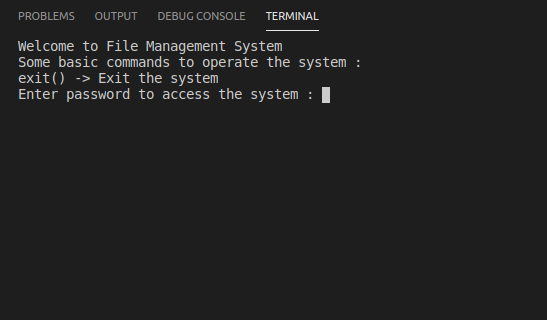 PROBLEMS OUTPUT DEBUG CONSOLE TERMINAL
Welcome to File Management System
Some basic commands to operate the system :
exit() -> Exit the system
Enter password to access the system :